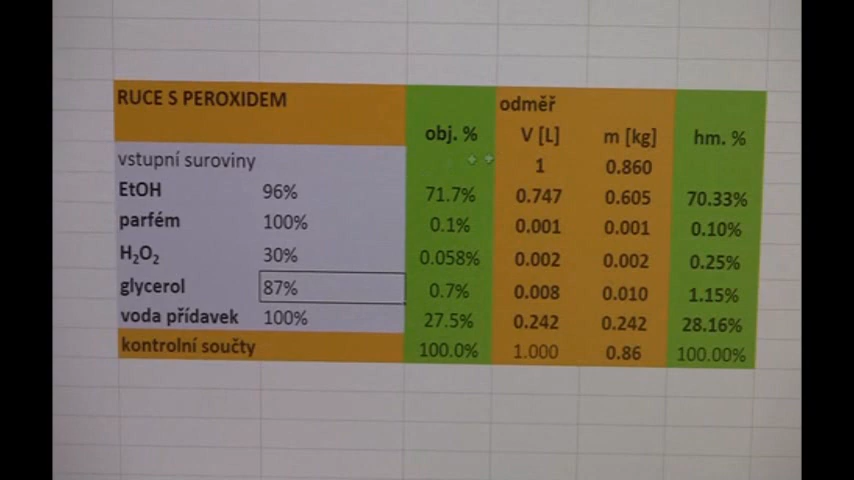 RUCE S PEROXIDEM odměř
obj. % V [L] m [kg] hm. %
vstupní suroviny 1 0.860
EtOH 96% 71.7% 0.747 0.605 70.33%
parfém 100% 0.1% 0.001 0.001 0.10%
H₂O₂ 30% 0.058% 0.002 0.002 0.25%
glycerol 87% 0.7% 0.008 0.010 1.15%
voda přídavek 100% 27.5% 0.242 0.242 28.16%
kontrolní součty 100.0% 1.000 0.86 100.00%